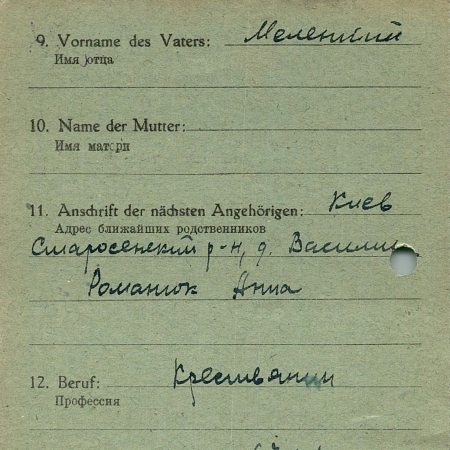 9. Vorname des Vaters: Мелентий
Имя отца
10. Name der Mutter:
Имя матери
11. Anschrift der nächsten Angehörigen: Киев
Адрес ближайших родственников
Старосенский р-н, д.
Романюк Анна
12. Beruf: Крестьянин
Профессия